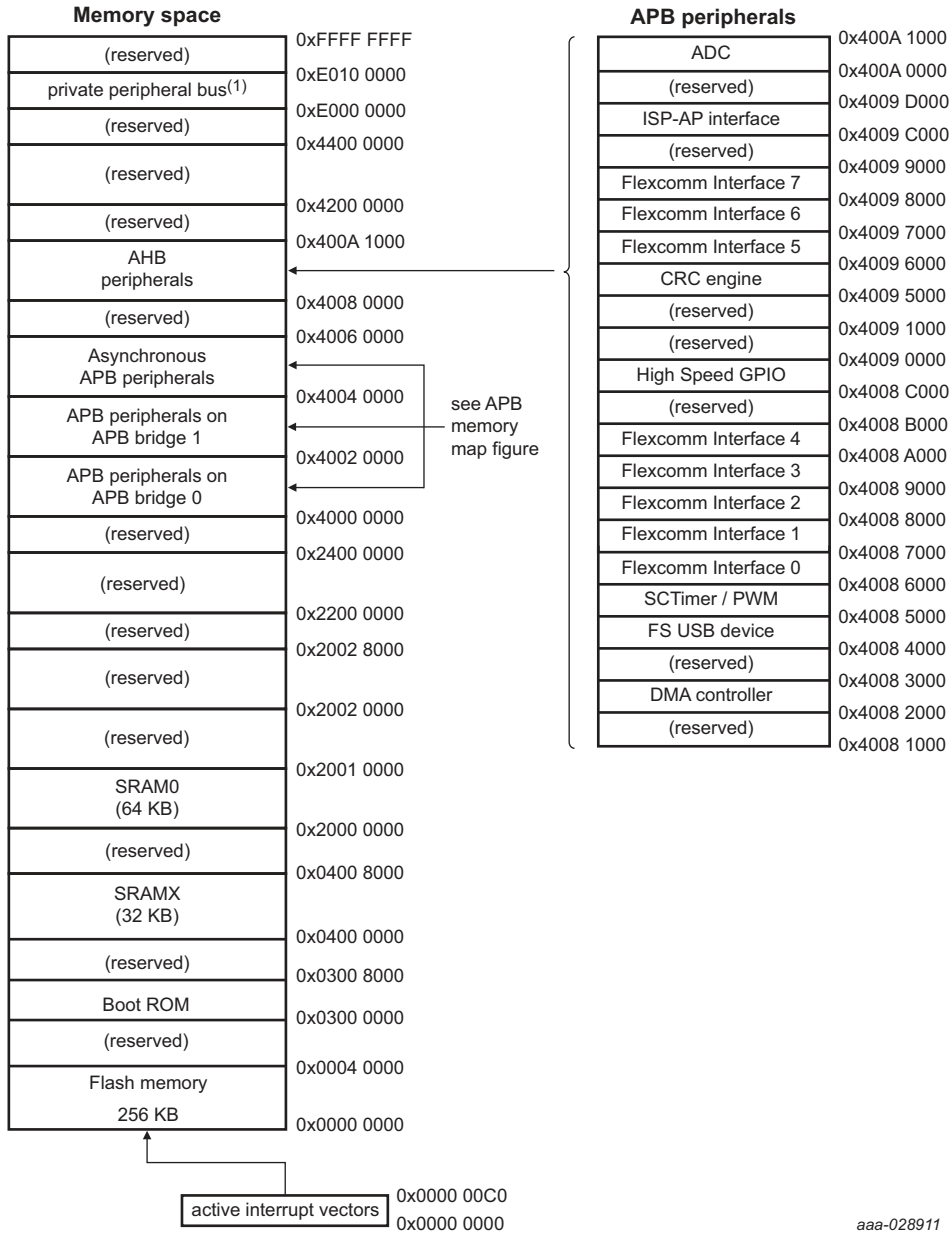 Memory space
(reserved)
0xFFFF FFFF
private peripheral bus(1)
0xE010 0000
(reserved)
0xE000 0000
(reserved)
0x4400 0000
(reserved)
0x4200 0000
AHB
peripherals
0x400A 1000
(reserved)
0x4008 0000
Asynchronous
APB peripherals
0x4006 0000
APB peripherals on
APB bridge 1
0x4004 0000
APB peripherals on
APB bridge 0
0x4002 0000
(reserved)
0x4000 0000
(reserved)
0x2400 0000
(reserved)
0x2200 0000
(reserved)
0x2002 8000
(reserved)
0x2002 0000
SRAM0
(64 KB)
0x2001 0000
(reserved)
0x2000 0000
SRAMX
(32 KB)
0x0400 8000
(reserved)
0x0400 0000
Boot ROM
0x0300 8000
(reserved)
0x0300 0000
Flash memory
256 KB
0x0004 0000
0x0000 0000
active interrupt vectors
0x0000 00C0
0x0000 0000
see APB
memory
map figure
APB peripherals
ADC
0x400A 1000
(reserved)
0x400A 0000
ISP-AP interface
0x4009 D000
(reserved)
0x4009 C000
Flexcomm Interface 7
0x4009 9000
Flexcomm Interface 6
0x4009 8000
Flexcomm Interface 5
0x4009 7000
CRC engine
0x4009 6000
(reserved)
0x4009 5000
(reserved)
0x4009 1000
High Speed GPIO
0x4009 0000
(reserved)
0x4008 C000
Flexcomm Interface 4
0x4008 B000
Flexcomm Interface 3
0x4008 A000
Flexcomm Interface 2
0x4008 9000
Flexcomm Interface 1
0x4008 8000
Flexcomm Interface 0
0x4008 7000
SCTimer / PWM
0x4008 6000
FS USB device
0x4008 5000
(reserved)
0x4008 4000
DMA controller
0x4008 3000
(reserved)
0x4008 2000
0x4008 1000
aaa-028911